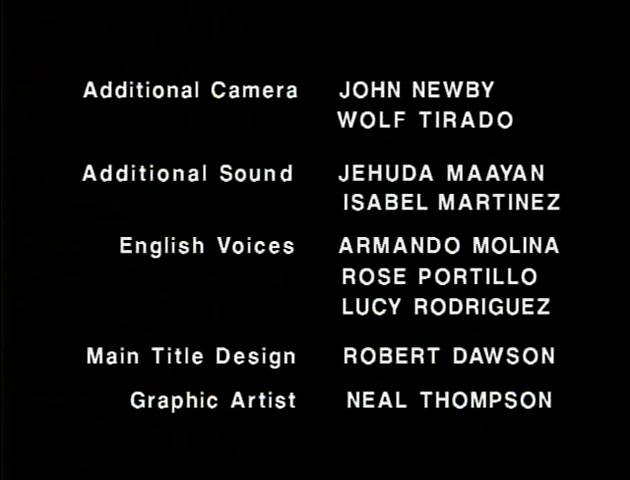 Additional Camera JOHN NEWBY
WOLF TIRADO
Additional Sound JEHUDA MAAYAN
ISABEL MARTINEZ
English Voices ARMANDO MOLINA
ROSE PORTILLO
LUCY RODRIGUEZ
Main Title Design ROBERT DAWSON
Graphic Artist NEAL THOMPSON